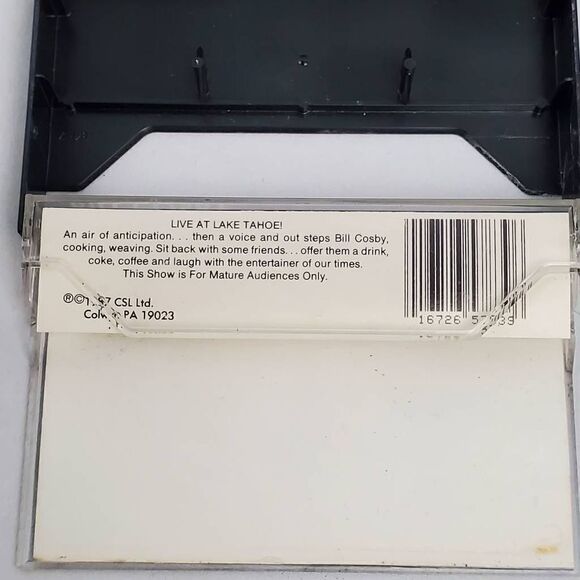 LIVE AT LAKE TAHOE!
An air of anticipation. . . then a voice and out steps Bill Cosby,
cooking, weaving. Sit back with some friends. . . offer them a drink,
coke, coffee and laugh with the entertainer of our times.
This Show is For Mature Audiences Only.
CSL Ltd.
PA 19023
16726